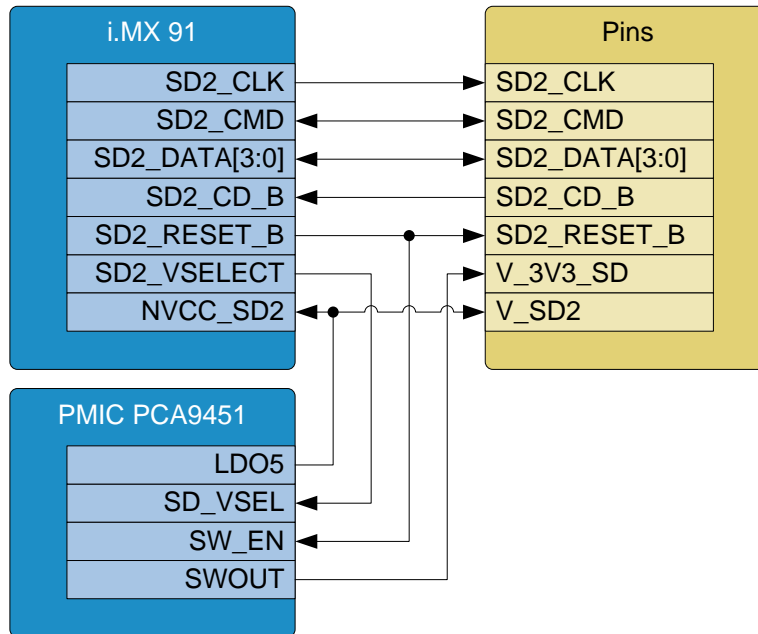 i.MX 91
SD2_CLK
SD2_CMD
SD2_DATA[3:0]
SD2_CD_B
SD2_RESET_B
SD2_VSELECT
NVCC_SD2
Pins
SD2_CLK
SD2_CMD
SD2_DATA[3:0]
SD2_CD_B
SD2_RESET_B
V_3V3_SD
V_SD2
PMIC PCA9451
LDO5
SD_VSEL
SW_EN
SWOUT